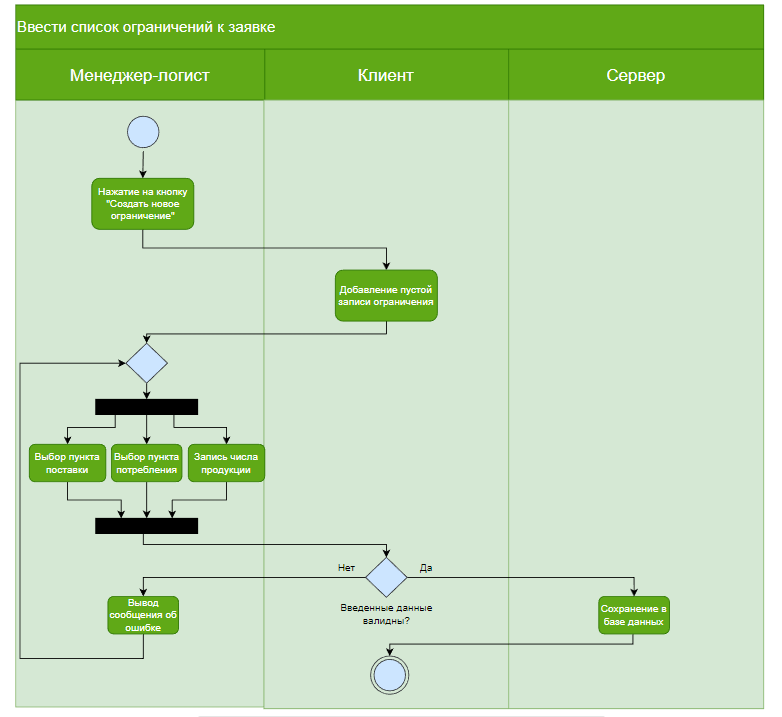 Ввести список ограничений к заявке
Менеджер-логист
Клиент
Сервер
Нажатие на кнопку
"Создать новое
ограничение"
Добавление пустой
записи ограничения
Выбор пункта
поставки
Выбор пункта
потребления
Запись числа
продукции
Нет
Да
Введенные данные
валидны?
Вывод
сообщения об
ошибке
Сохранение в
базе данных